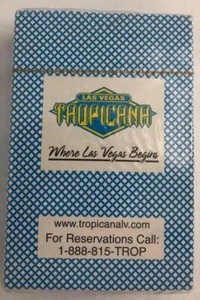 LAS VEGAS
TROPICANA
Where Las Vegas Begins
www.tropicanalv.com
For Reservations Call:
1-888-815-TROP